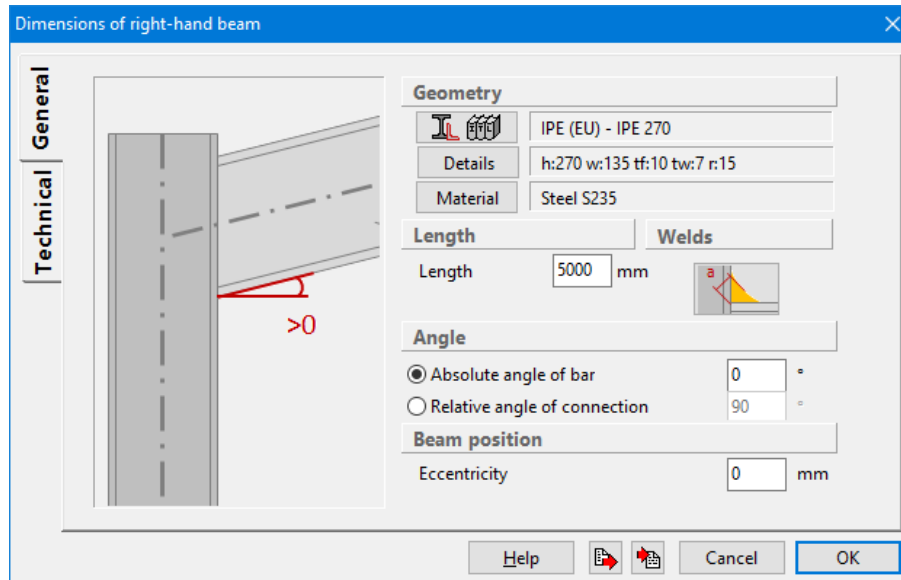 Dimensions of right-hand beam
General
Technical
>0
a
Geometry
IPE (EU) - IPE 270
Details h:270 w:135 tf:10 tw:7 r:15
Material Steel S235
Length Welds
Length 5000 mm
Angle
Absolute angle of bar 0 °
Relative angle of connection 90 °
Beam position
Eccentricity 0 mm
Help Cancel OK